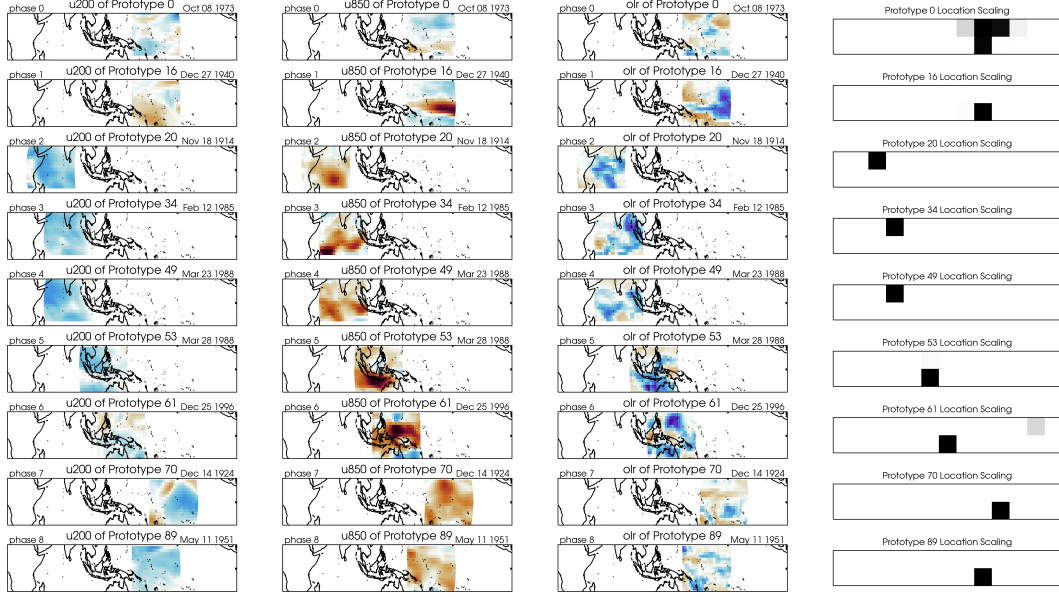 phase 0 u200 of Prototype 0 Oct 08 1973 phase 0 u850 of Prototype 0 Oct 08 1973 phase 0 olr of Prototype 0 Oct 08 1973 Prototype 0 Location Scaling
phase 1 u200 of Prototype 16 Dec 27 1940 phase 1 u850 of Prototype 16 Dec 27 1940 phase 1 olr of Prototype 16 Dec 27 1940 Prototype 16 Location Scaling
phase 2 u200 of Prototype 20 Nov 18 1914 phase 2 u850 of Prototype 20 Nov 18 1914 phase 2 olr of Prototype 20 Nov 18 1914 Prototype 20 Location Scaling
phase 3 u200 of Prototype 34 Feb 12 1985 phase 3 u850 of Prototype 34 Feb 12 1985 phase 3 olr of Prototype 34 Feb 12 1985 Prototype 34 Location Scaling
phase 4 u200 of Prototype 49 Mar 23 1988 phase 4 u850 of Prototype 49 Mar 23 1988 phase 4 olr of Prototype 49 Mar 23 1988 Prototype 49 Location Scaling
phase 5 u200 of Prototype 53 Mar 28 1988 phase 5 u850 of Prototype 53 Mar 28 1988 phase 5 olr of Prototype 53 Mar 28 1988 Prototype 53 Location Scaling
phase 6 u200 of Prototype 61 Dec 25 1996 phase 6 u850 of Prototype 61 Dec 25 1996 phase 6 olr of Prototype 61 Dec 25 1996 Prototype 61 Location Scaling
phase 7 u200 of Prototype 70 Dec 14 1924 phase 7 u850 of Prototype 70 Dec 14 1924 phase 7 olr of Prototype 70 Dec 14 1924 Prototype 70 Location Scaling
phase 8 u200 of Prototype 89 May 11 1951 phase 8 u850 of Prototype 89 May 11 1951 phase 8 olr of Prototype 89 May 11 1951 Prototype 89 Location Scaling